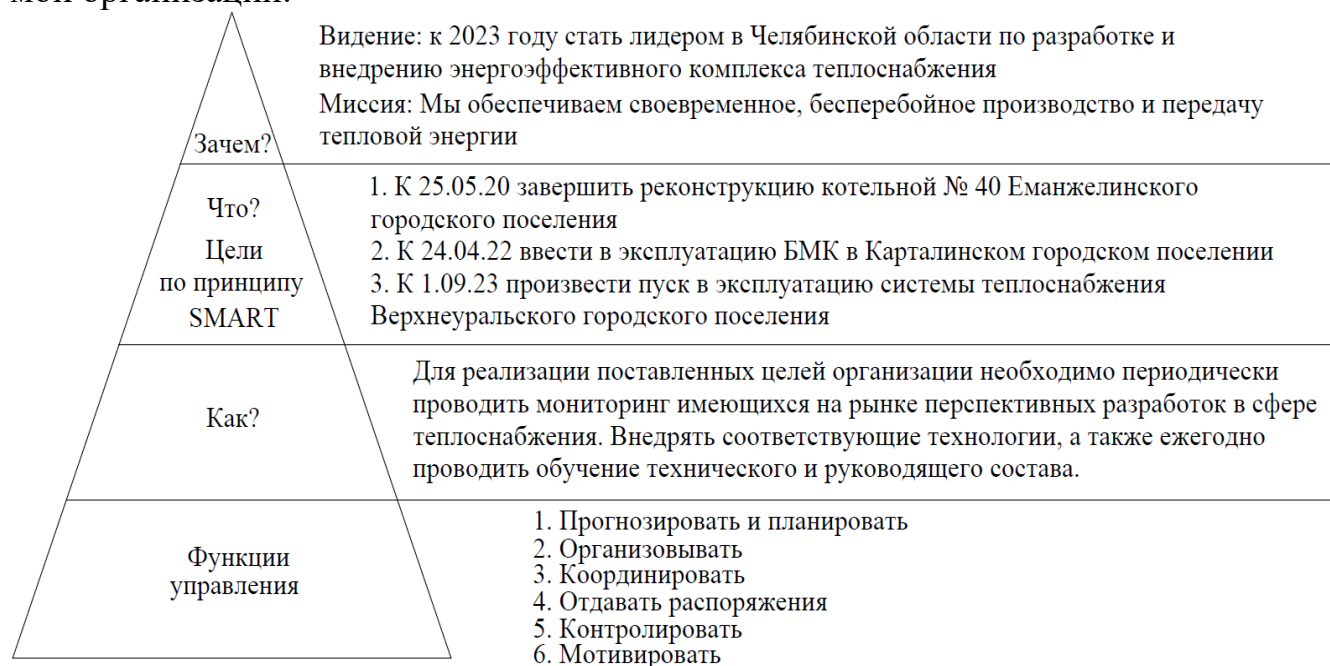 мои организации.
Видение: к 2023 году стать лидером в Челябинской области по разработке и
внедрению энергоэффективного комплекса теплоснабжения
Миссия: Мы обеспечиваем своевременное, бесперебойное производство и передачу
тепловой энергии
Зачем?
1. К 25.05.20 завершить реконструкцию котельной № 40 Еманжелинского
городского поселения
2. К 24.04.22 ввести в эксплуатацию БМК в Карталинском городском поселении
3. К 1.09.23 произвести пуск в эксплуатацию системы теплоснабжения
Верхнеуральского городского поселения
Что?
Цели
по принципу
SMART
Для реализации поставленных целей организации необходимо периодически
проводить мониторинг имеющихся на рынке перспективных разработок в сфере
теплоснабжения. Внедрять соответствующие технологии, а также ежегодно
проводить обучение технического и руководящего состава.
Как?
1. Прогнозировать и планировать
2. Организовывать
3. Координировать
4. Отдавать распоряжения
5. Контролировать
6. Мотивировать
Функции
управления